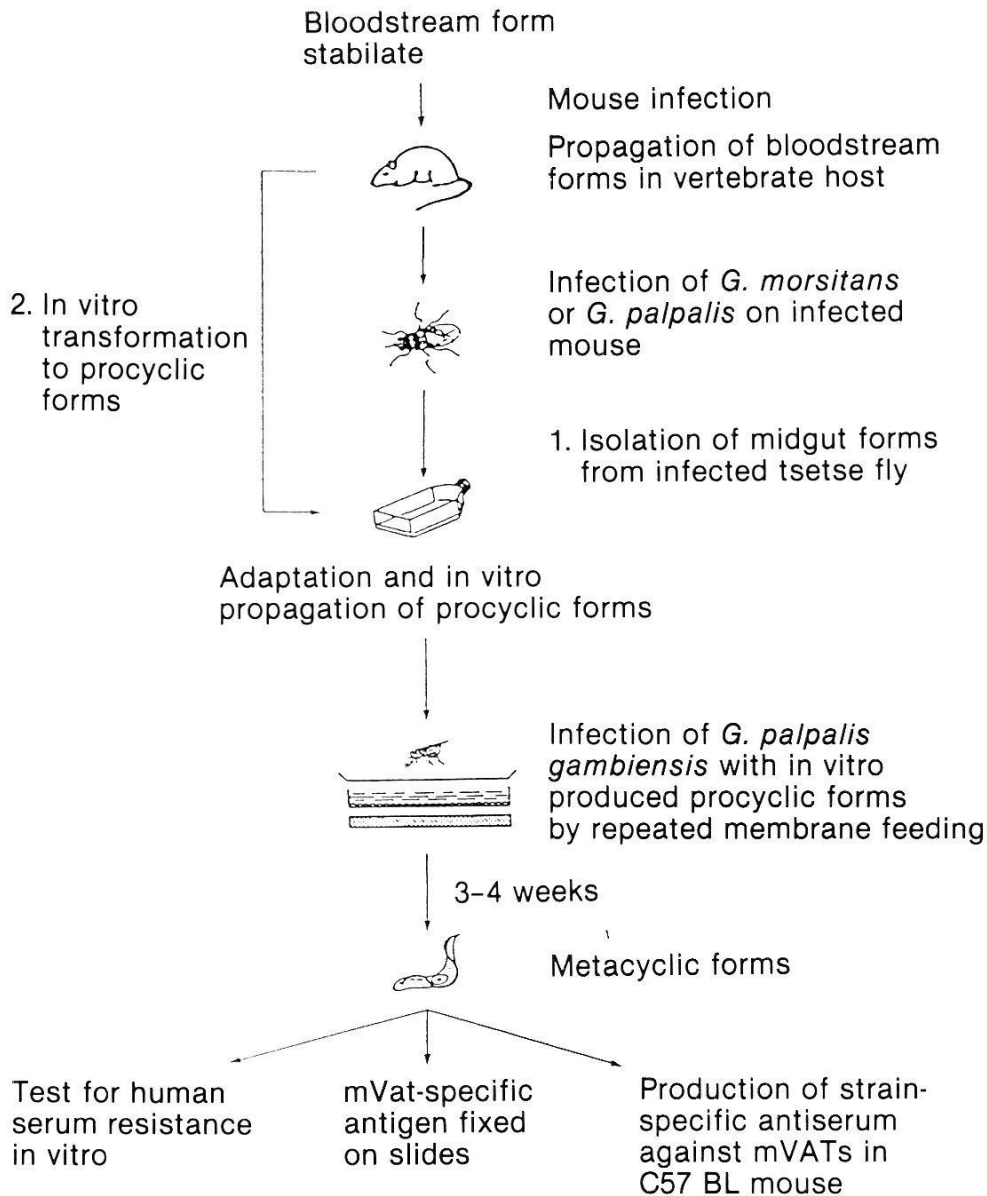 Bloodstream form
stabilate
Mouse infection
Propagation of bloodstream
forms in vertebrate host
2. In vitro
transformation
to procyclic
forms
Infection of G. morsitans
or G. palpalis on infected
mouse
1. Isolation of midgut forms
from infected tsetse fly
Adaptation and in vitro
propagation of procyclic forms
Infection of G. palpalis
gambiensis with in vitro
produced procyclic forms
by repeated membrane feeding
3–4 weeks
Metacyclic forms
Test for human
serum resistance
in vitro
mVat-specific
antigen fixed
on slides
Production of strain-
specific antiserum
against mVATs in
C57 BL mouse